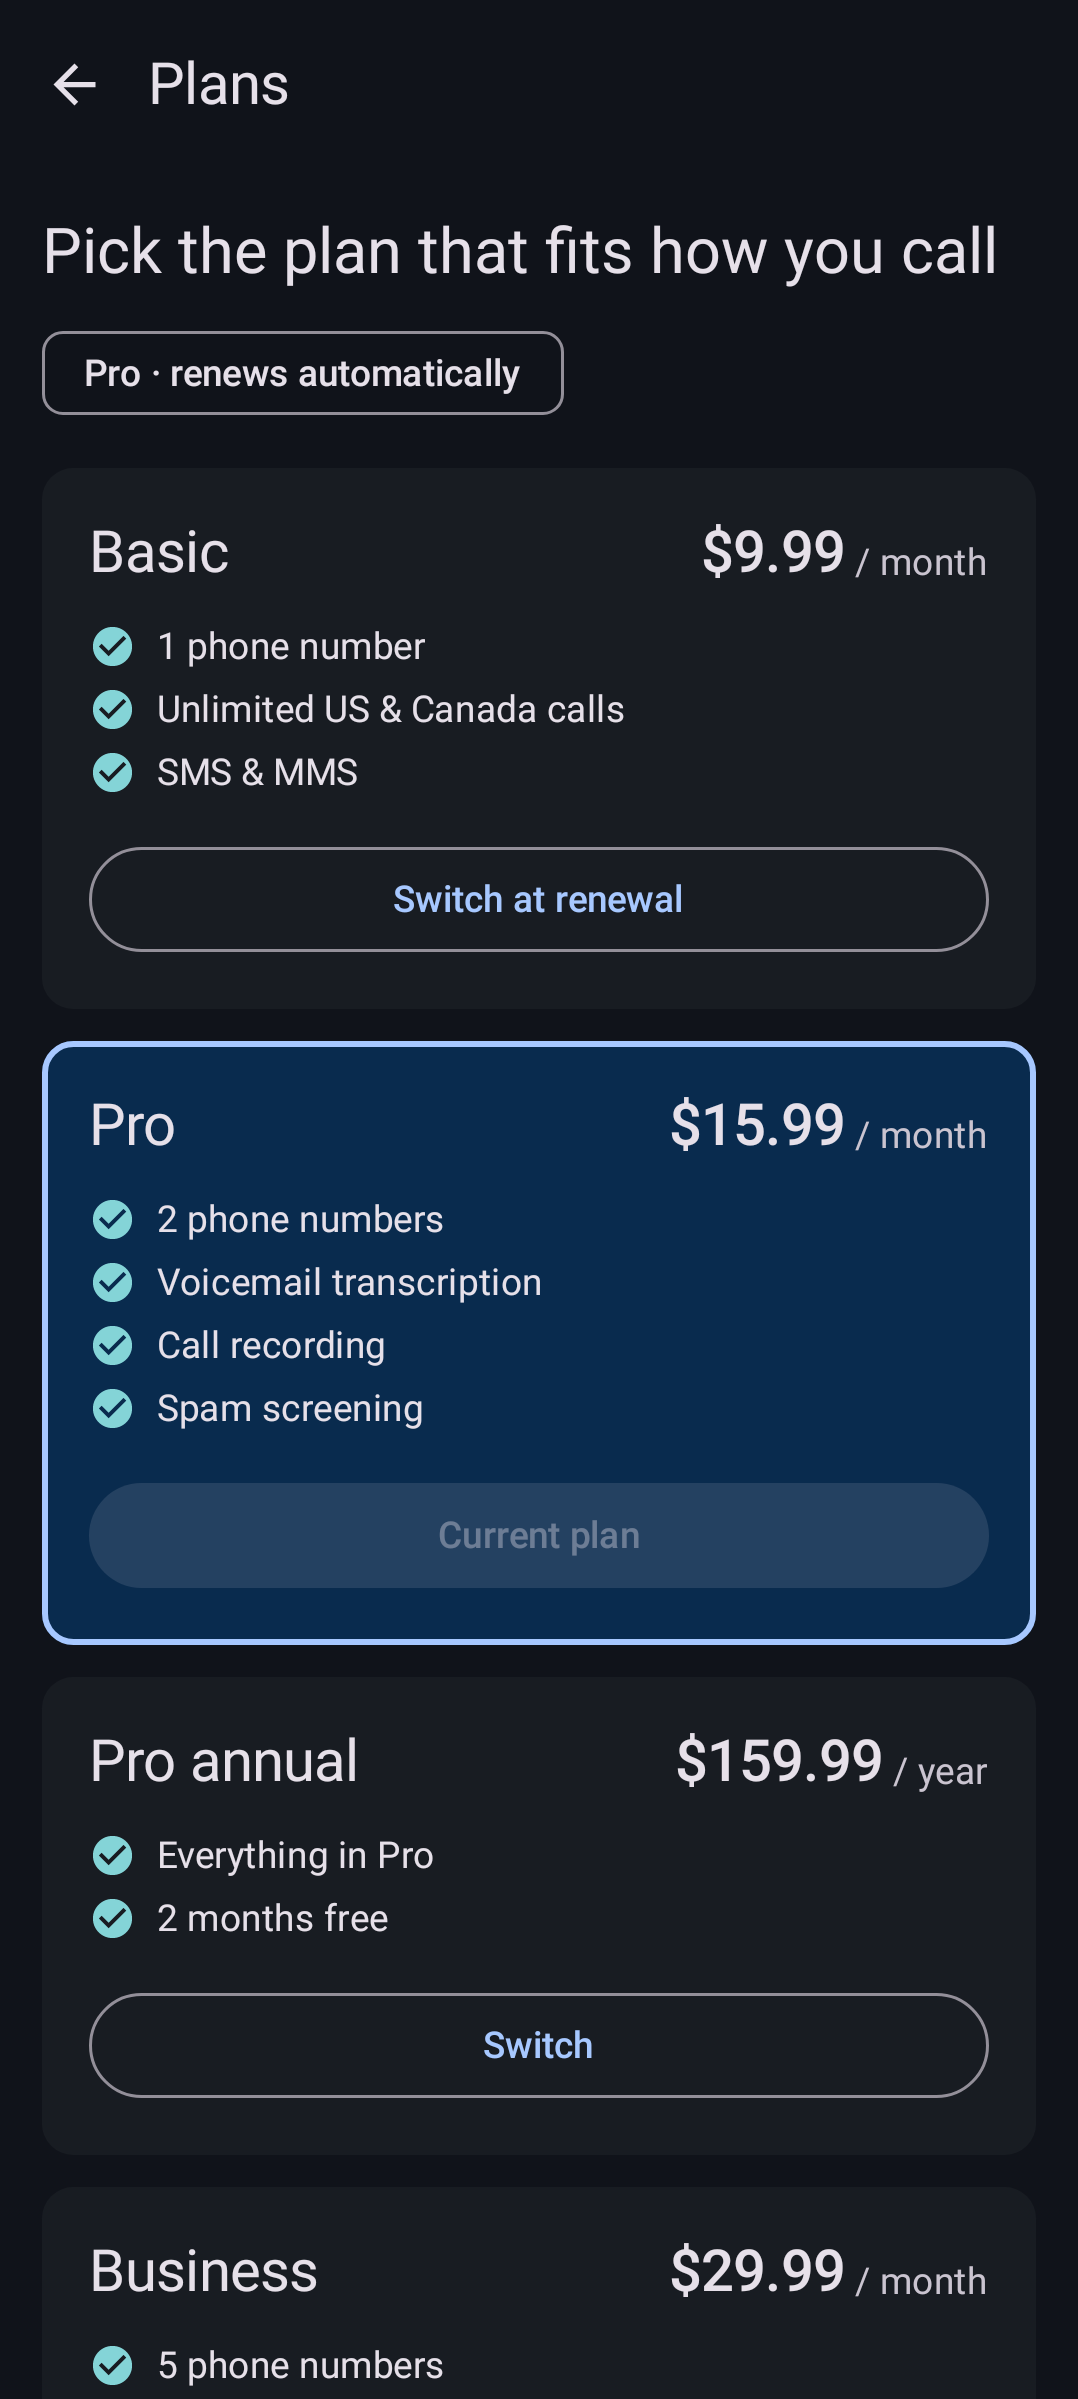 Plans
Pick the plan that fits how you call
Pro · renews automatically
Basic
$9.99 / month
1 phone number
Unlimited US & Canada calls
SMS & MMS
Switch at renewal
Pro
$15.99 / month
2 phone numbers
Voicemail transcription
Call recording
Spam screening
Current plan
Pro annual
$159.99 / year
Everything in Pro
2 months free
Switch
Business
$29.99 / month
5 phone numbers